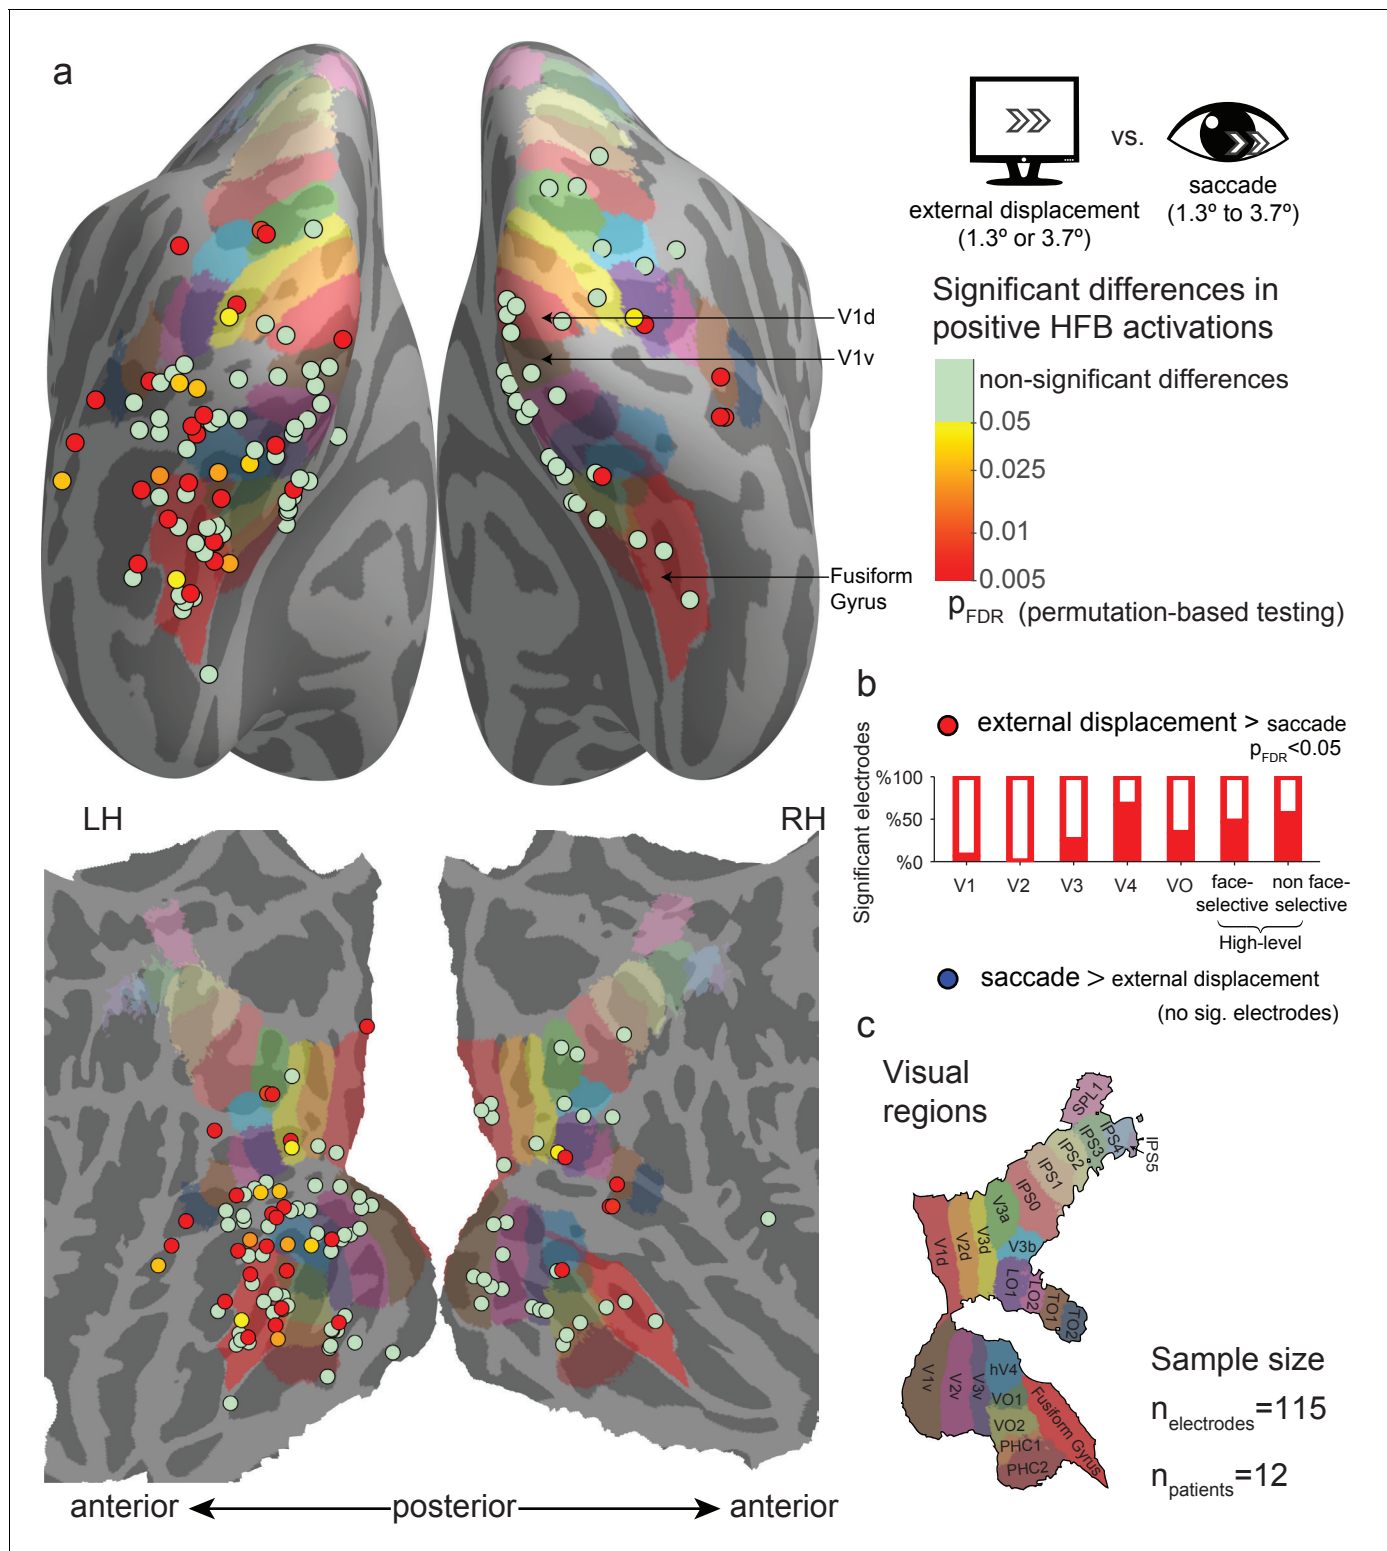 a
vs.
external displacement
(1.3º or 3.7º)
saccade
(1.3º to 3.7º)
Significant differences in
positive HFB activations
non-significant differences
0.05
0.025
0.01
0.005
pFDR (permutation-based testing)
V1d
V1v
Fusiform
Gyrus
LH
RH
anterior
posterior
anterior
b
external displacement > saccade
pFDR<0.05
Significant electrodes
%100
%50
%0
V1
V2
V3
V4
VO
face-
selective
non face-
selective
High-level
saccade > external displacement
(no sig. electrodes)
c
Visual
regions
SPL1
IPS5
IPS4
IPS3
IPS2
IPS1
IPS0
V3a
V3b
V3d
V2d
V1d
LO1
LO2
TO1
TO2
V1v
V2v
V3v
hV4
VO1
VO2
PHC1
PHC2
Fusiform Gyrus
Sample size
nelectrodes=115
npatients=12